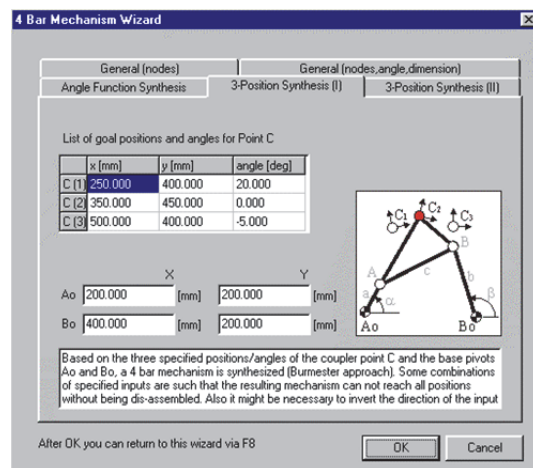 4 Bar Mechanism Wizard
General (nodes)
General (nodes,angle,dimension)
Angle Function Synthesis
3-Position Synthesis (I)
3-Position Synthesis (II)
List of goal positions and angles for Point C
x [mm] y [mm] angle [deg]
C (1) 250.000 400.000 20.000
C (2) 350.000 450.000 0.000
C (3) 500.000 400.000 -5.000
X Y
Ao 200.000 [mm] 200.000 [mm]
Bo 400.000 [mm] 200.000 [mm]
C1 C2 C3
A B
a c b
α β
Ao Bo
Based on the three specified positions/angles of the coupler point C and the base pivots
Ao and Bo, a 4 bar mechanism is synthesized (Burmester approach). Some combinations
of specified inputs are such that the resulting mechanism can not reach all positions
without being dis-assembled. Also it might be necessary to invert the direction of the input
After OK you can return to this wizard via F8
OK
Cancel